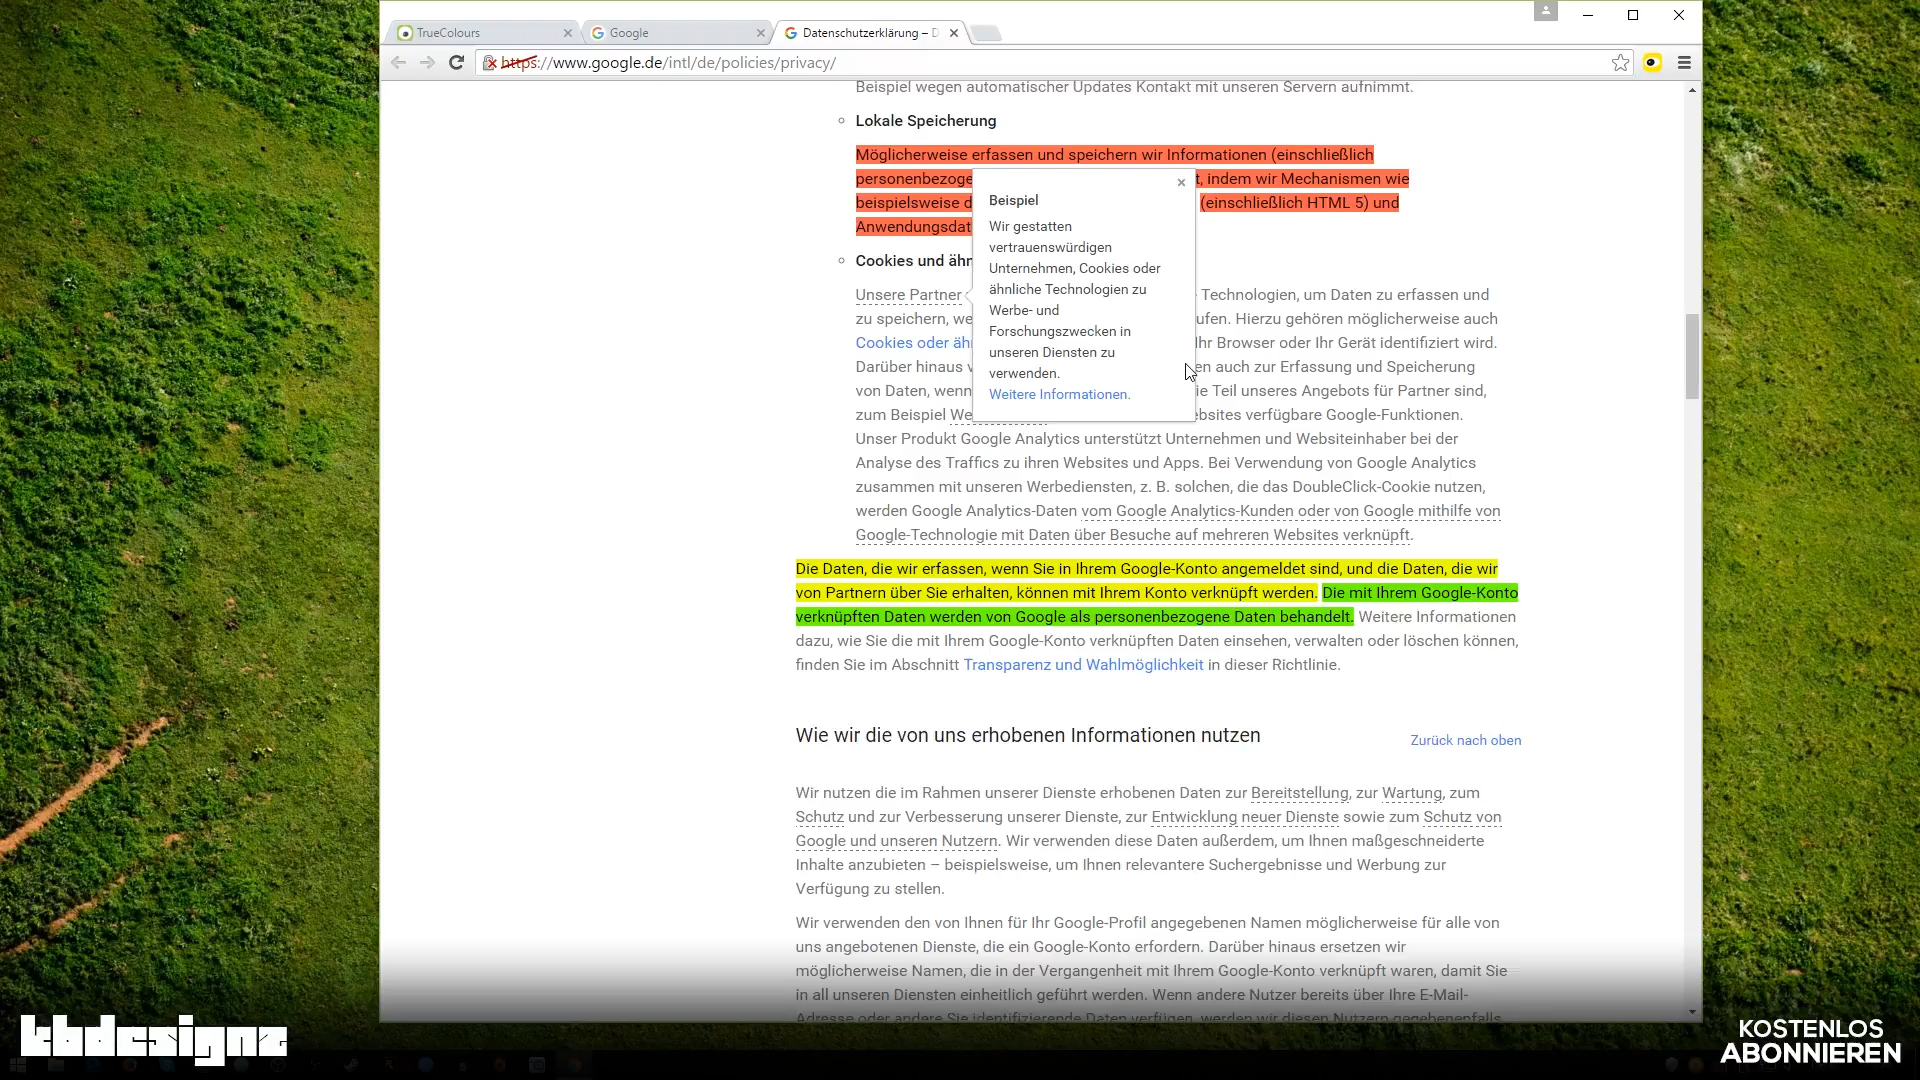 TrueColours
Google
Datenschutzerklärung – D
https://www.google.de/intl/de/policies/privacy/
Beispiel wegen automatischer Updates Kontakt mit unseren Servern aufnimmt.
Lokale Speicherung
Möglicherweise erfassen und speichern wir Informationen (einschließlich
personenbezoge t, indem wir Mechanismen wie
beispielsweise d (einschließlich HTML 5) und
Anwendungsdat
Beispiel
Wir gestatten
vertrauenswürdigen
Unternehmen, Cookies oder
ähnliche Technologien zu
Werbe- und
Forschungszwecken in
unseren Diensten zu
verwenden.
Weitere Informationen.
Cookies und ähn
Unsere Partner Technologien, um Daten zu erfassen und
zu speichern, we ufen. Hierzu gehören möglicherweise auch
Cookies oder äh Ihr Browser oder Ihr Gerät identifiziert wird.
Darüber hinaus v en auch zur Erfassung und Speicherung
von Daten, wenn ie Teil unseres Angebots für Partner sind,
zum Beispiel We ebsites verfügbare Google-Funktionen.
Unser Produkt Google Analytics unterstützt Unternehmen und Websiteinhaber bei der
Analyse des Traffics zu ihren Websites und Apps. Bei Verwendung von Google Analytics
zusammen mit unseren Werbediensten, z. B. solchen, die das DoubleClick-Cookie nutzen,
werden Google Analytics-Daten vom Google Analytics-Kunden oder von Google mithilfe von
Google-Technologie mit Daten über Besuche auf mehreren Websites verknüpft.
Die Daten, die wir erfassen, wenn Sie in Ihrem Google-Konto angemeldet sind, und die Daten, die wir
von Partnern über Sie erhalten, können mit Ihrem Konto verknüpft werden. Die mit Ihrem Google-Konto
verknüpften Daten werden von Google als personenbezogene Daten behandelt. Weitere Informationen
dazu, wie Sie die mit Ihrem Google-Konto verknüpften Daten einsehen, verwalten oder löschen können,
finden Sie im Abschnitt Transparenz und Wahlmöglichkeit in dieser Richtlinie.
Wie wir die von uns erhobenen Informationen nutzen
Zurück nach oben
Wir nutzen die im Rahmen unserer Dienste erhobenen Daten zur Bereitstellung, zur Wartung, zum
Schutz und zur Verbesserung unserer Dienste, zur Entwicklung neuer Dienste sowie zum Schutz von
Google und unseren Nutzern. Wir verwenden diese Daten außerdem, um Ihnen maßgeschneiderte
Inhalte anzubieten – beispielsweise, um Ihnen relevantere Suchergebnisse und Werbung zur
Verfügung zu stellen.
Wir verwenden den von Ihnen für Ihr Google-Profil angegebenen Namen möglicherweise für alle von
uns angebotenen Dienste, die ein Google-Konto erfordern. Darüber hinaus ersetzen wir
möglicherweise Namen, die in der Vergangenheit mit Ihrem Google-Konto verknüpft waren, damit Sie
in all unseren Diensten einheitlich geführt werden. Wenn andere Nutzer bereits über Ihre E-Mail-
Adresse oder andere Sie identifizierende Daten verfügen, werden wir diesen Nutzern gegebenenfalls
kbdesignz
KOSTENLOS
ABONNIEREN